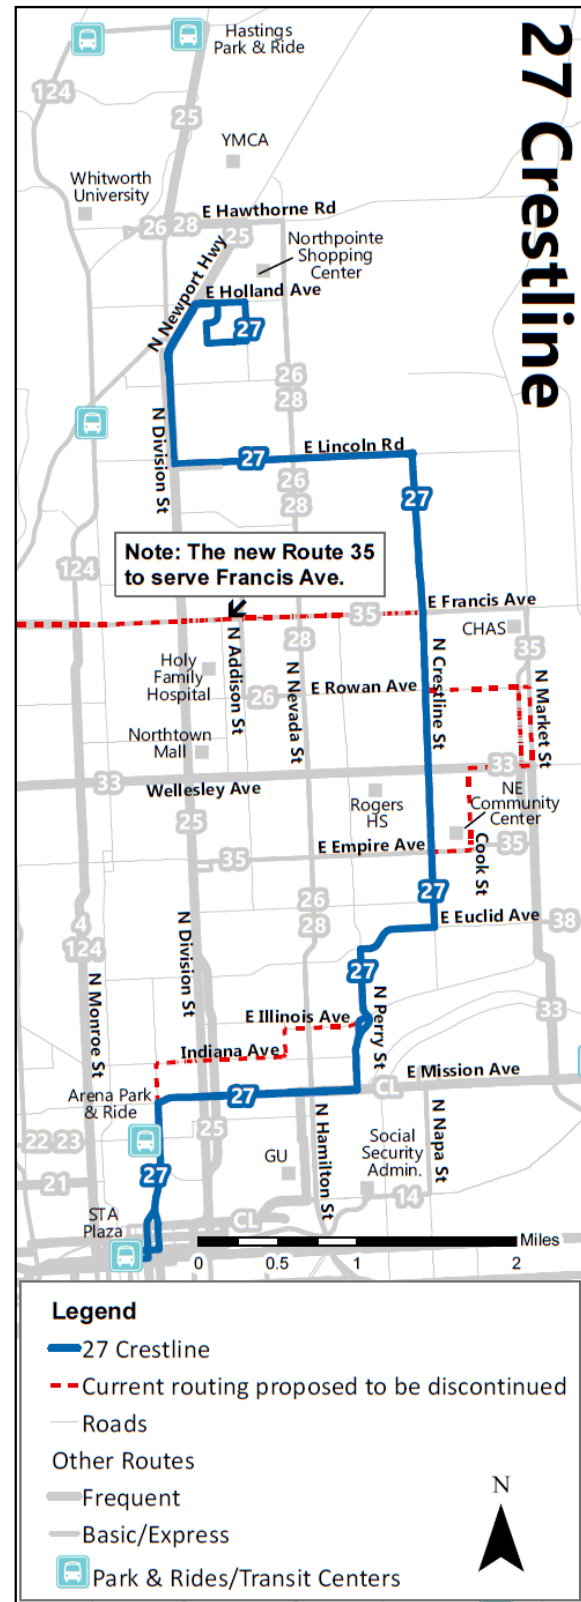 27 Crestline
Hastings
Park & Ride
124
25
YMCA
Whitworth
University
E Hawthorne Rd
26
28
25
Northpointe
Shopping
Center
N Newport Hwy
E Holland Ave
27
26
28
N Division St
E Lincoln Rd
27
26
28
27
Note: The new Route 35
to serve Francis Ave.
124
E Francis Ave
35
28
CHAS
35
Holy
Family
Hospital
N Addison St
N Nevada St
N Crestline St
N Market St
E Rowan Ave
26
Northtown
Mall
33
33
Wellesley Ave
Rogers
HS
NE
Community
Center
Cook St
25
E Empire Ave
35
35
27
26
28
E Euclid Ave
38
4
124
N Division St
27
N Monroe St
N Perry St
33
E Illinois Ave
Indiana Ave
E Mission Ave
CL
27
Arena Park
& Ride
25
N Hamilton St
N Napa St
Social
Security
Admin.
22
23
GU
27
21
14
STA
Plaza
CL
Miles
0
0.5
1
2
Legend
27 Crestline
Current routing proposed to be discontinued
Roads
Other Routes
Frequent
Basic/Express
Park & Rides/Transit Centers
N